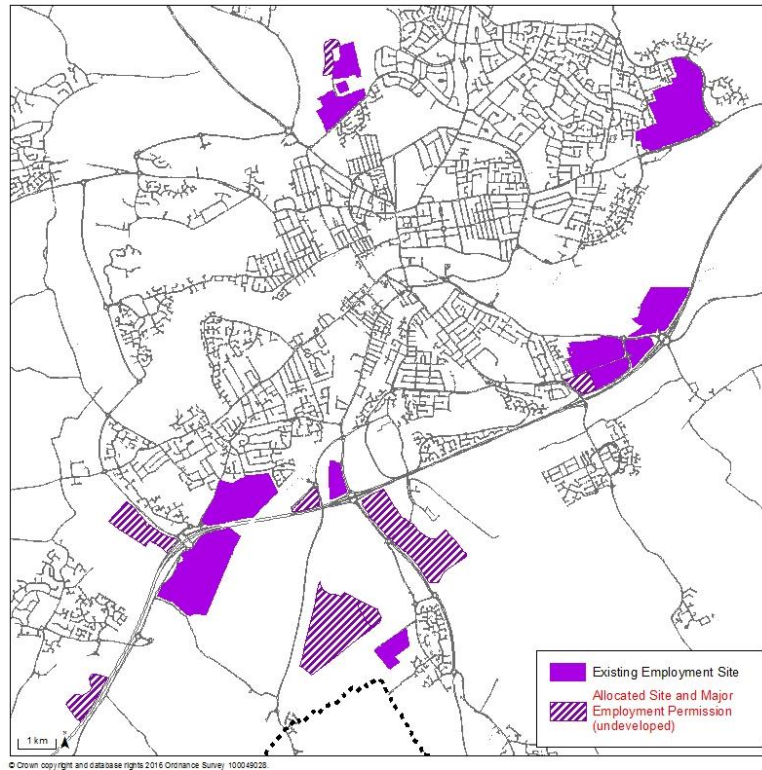 Existing Employment Site
Allocated Site and Major
Employment Permission
(undeveloped)
1 km
N
© Crown copyright and database rights 2016 Ordnance Survey 100049028.